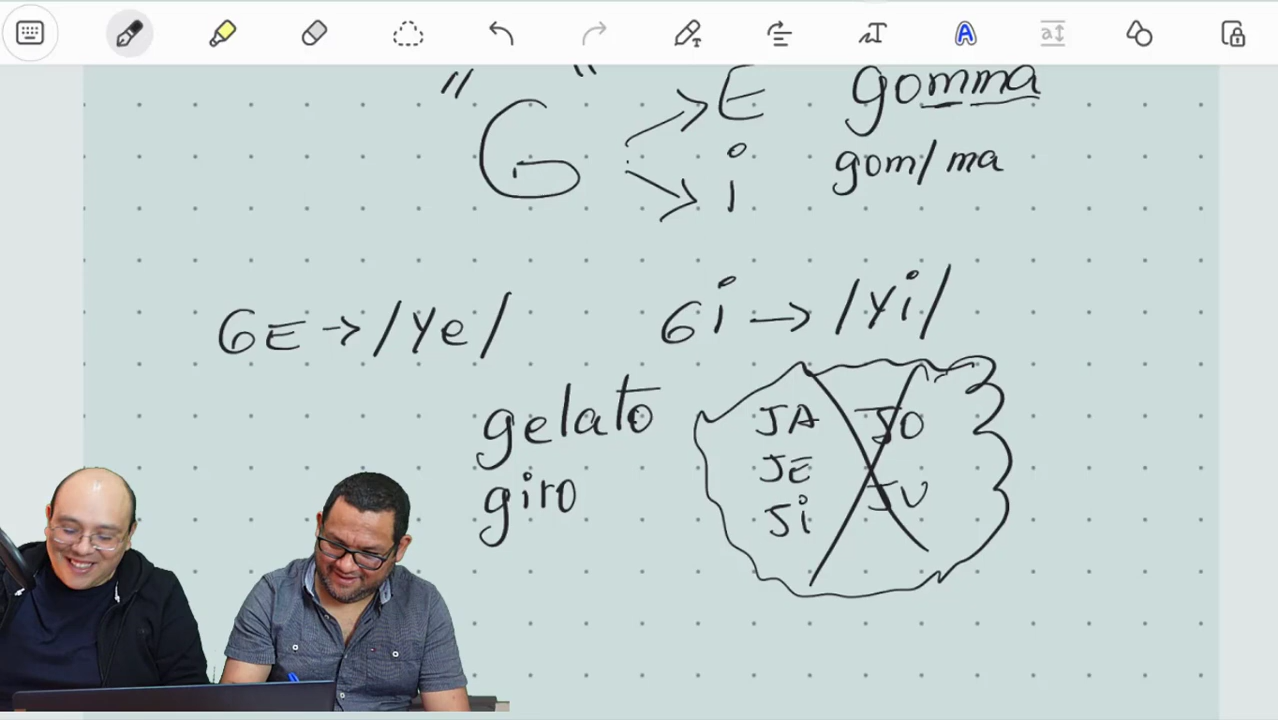 " G " → E gomma
→ i gom/ma
GE → /Ye/ Gi → /Yi/
gelato
giro
JA JO
JE JU
Ji